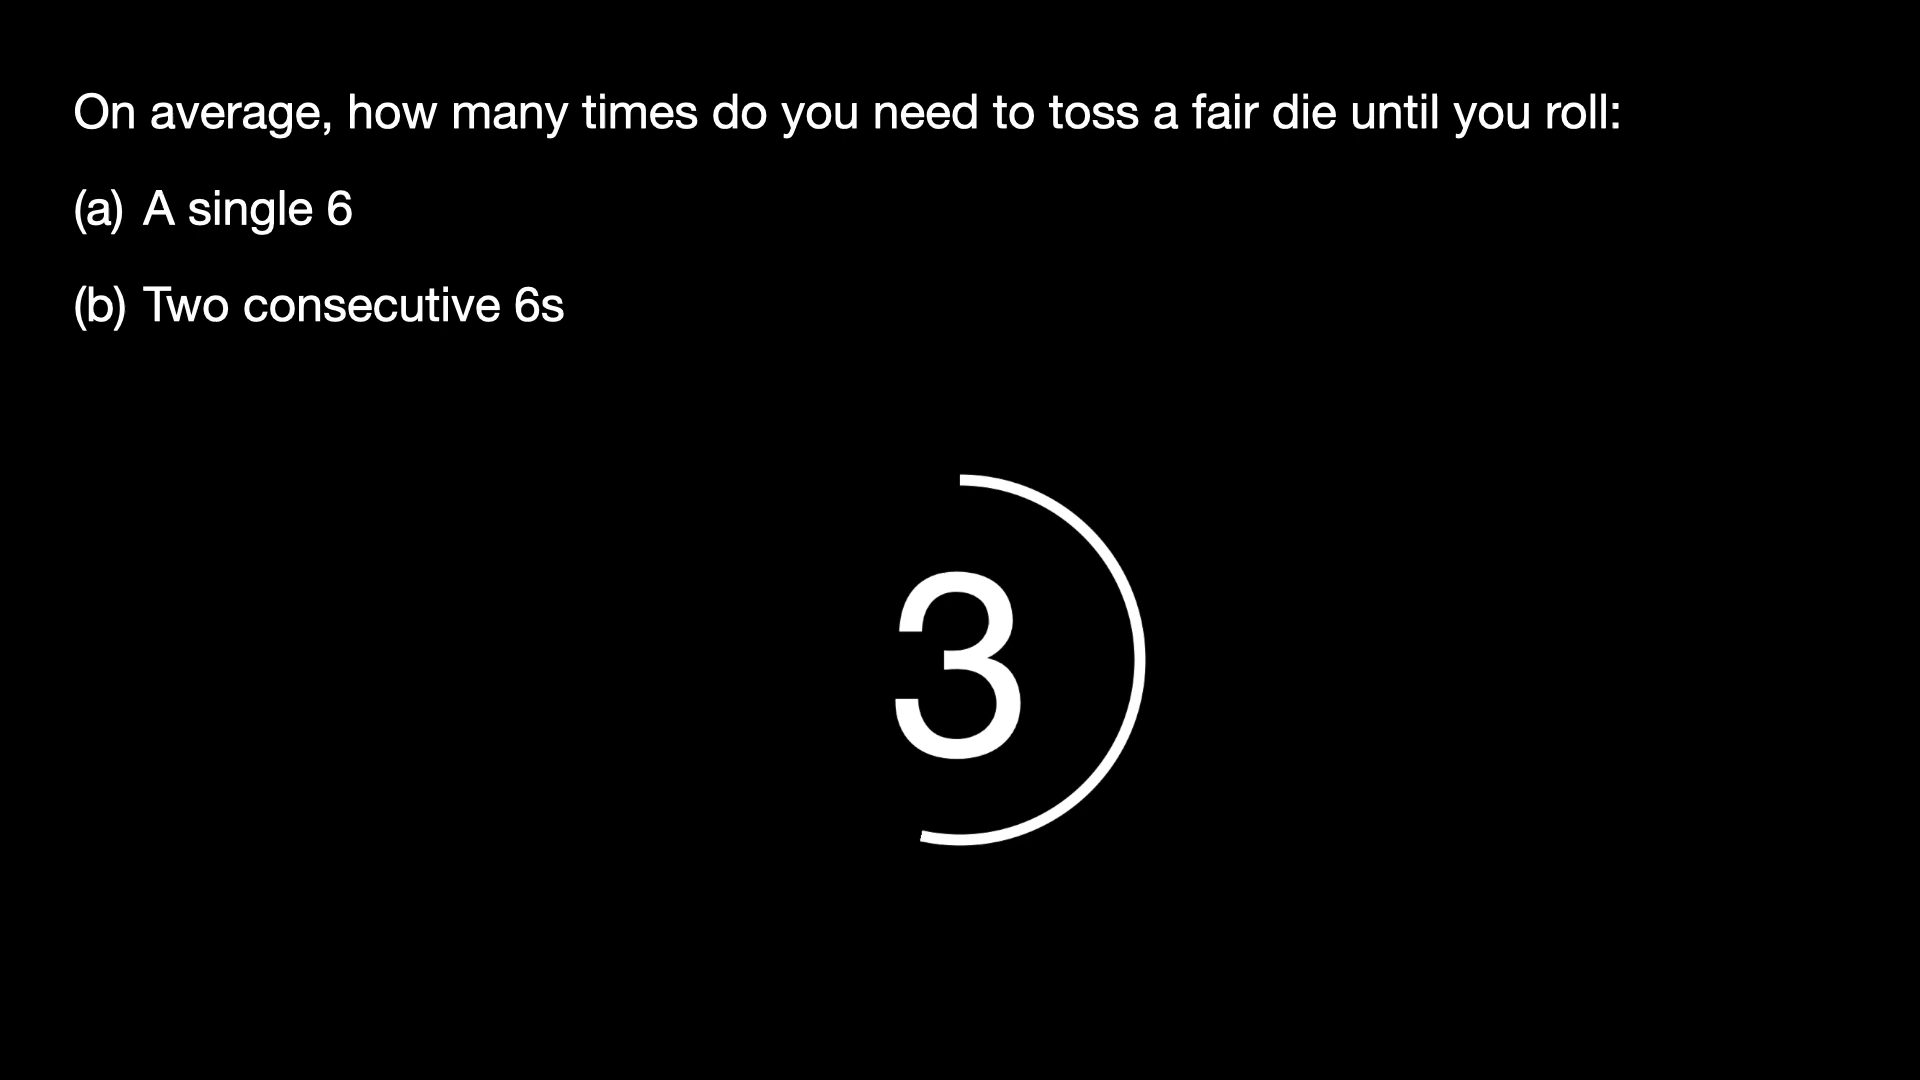 On average, how many times do you need to toss a fair die until you roll:
(a) A single 6
(b) Two consecutive 6s
3